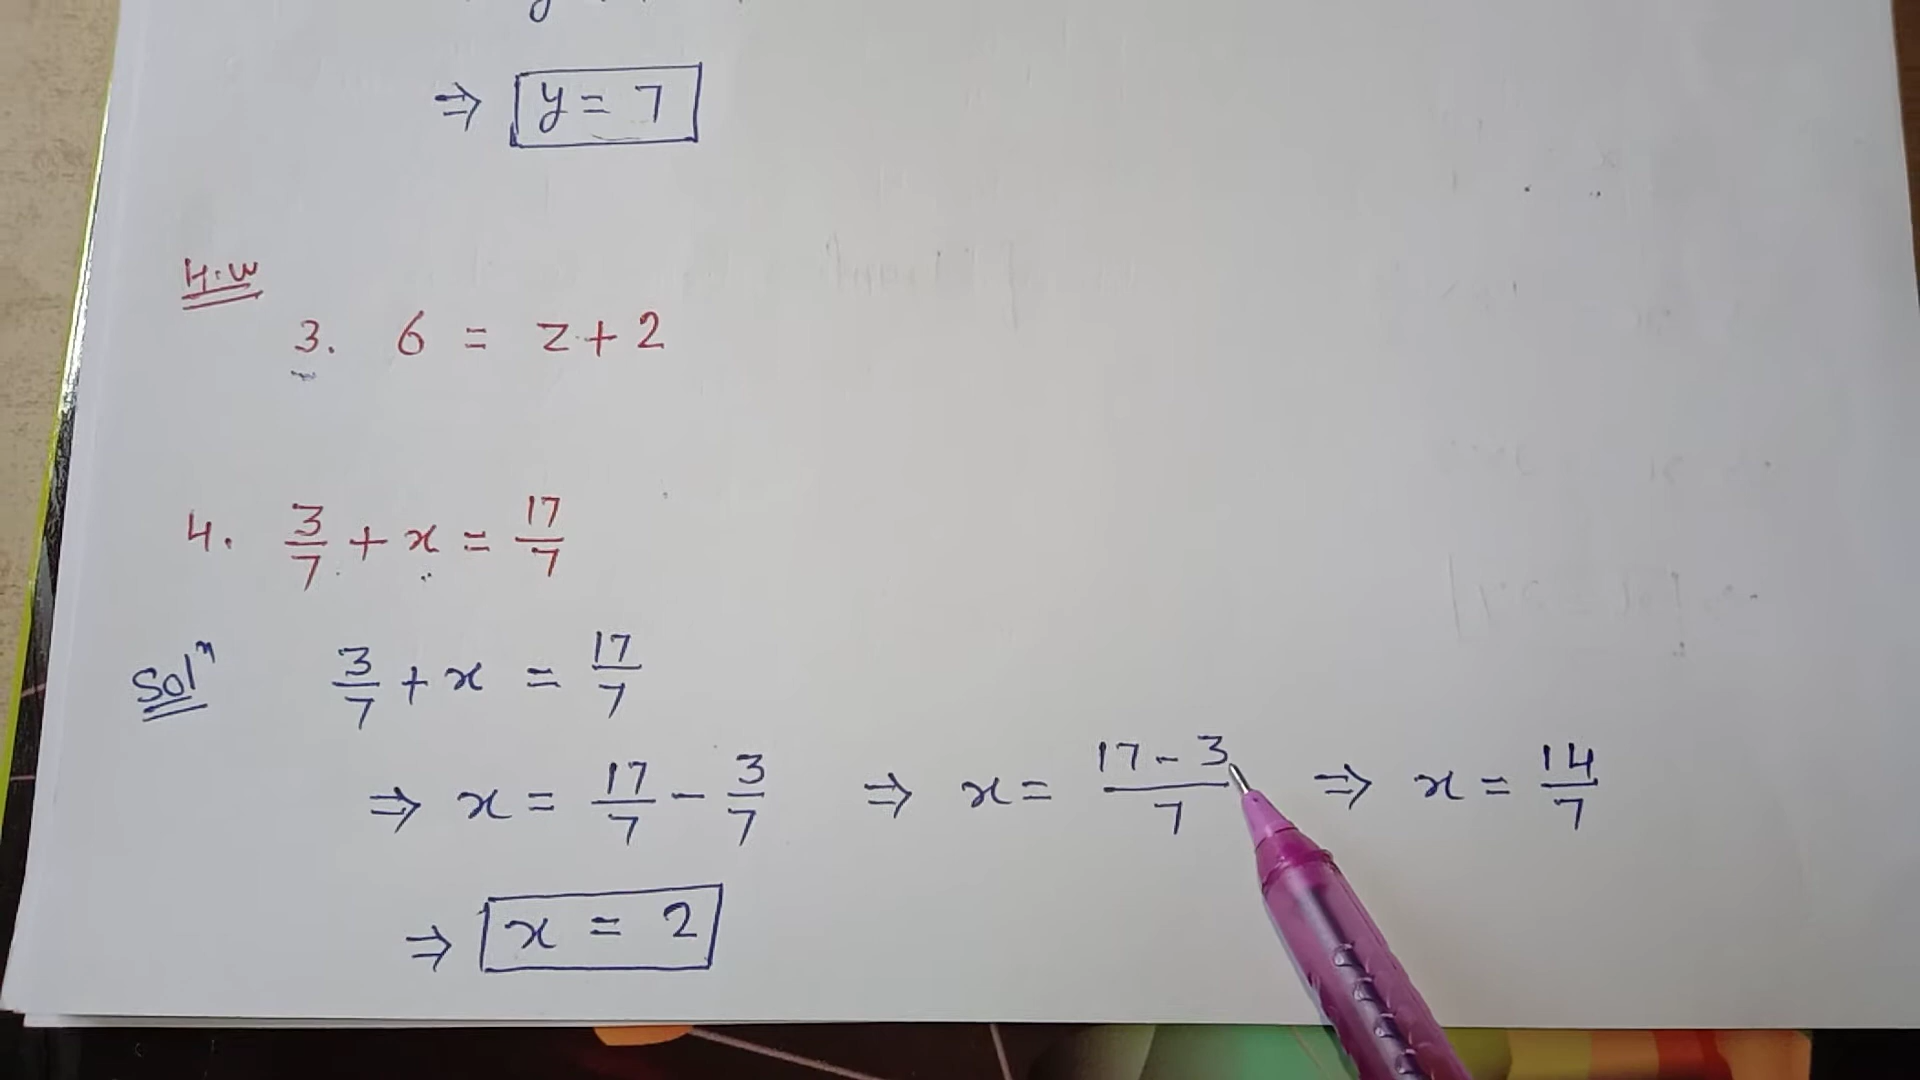 ⇒ y = 7
H.W
3. 6 = z + 2
4. 3/7 + x = 17/7
Solⁿ 3/7 + x = 17/7
⇒ x = 17/7 - 3/7 ⇒ x = (17 - 3)/7 ⇒ x = 14/7
⇒ x = 2